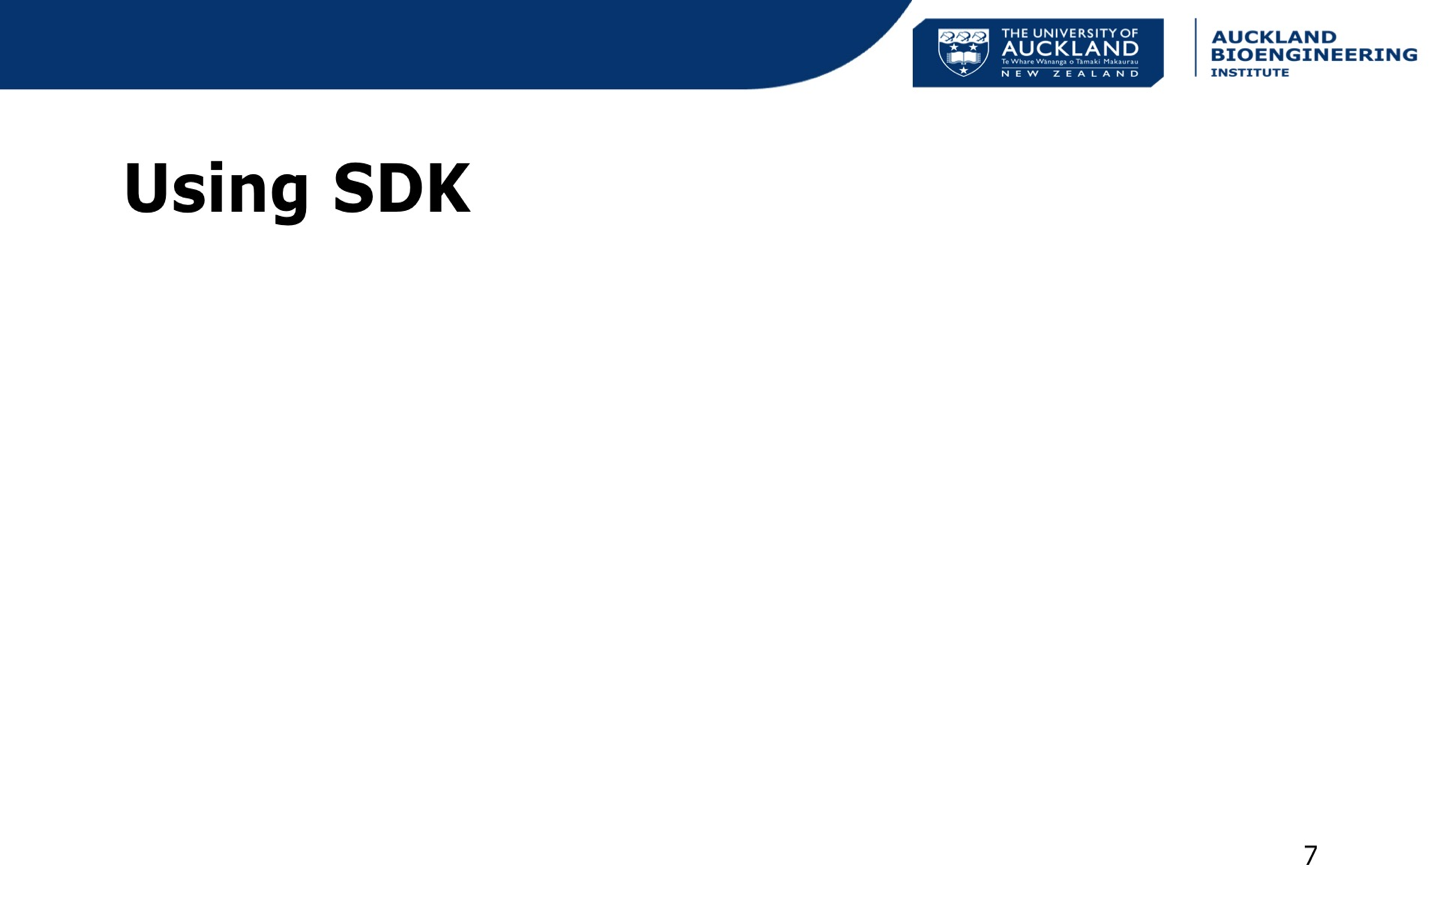 THE UNIVERSITY OF
AUCKLAND
Te Whare Wānanga o Tāmaki Makaurau
NEW ZEALAND
AUCKLAND
BIOENGINEERING
INSTITUTE
Using SDK
7